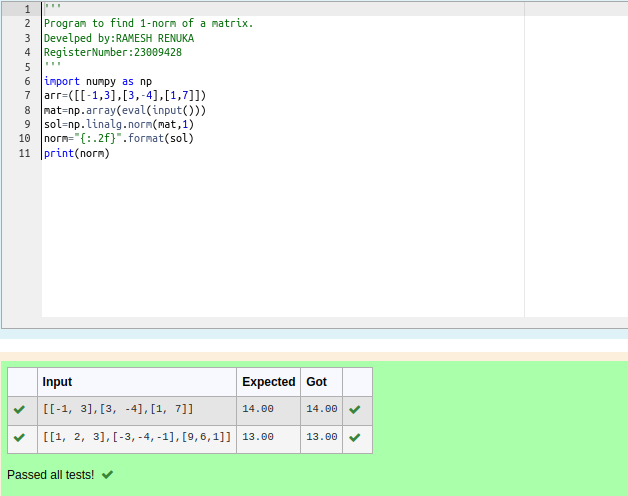 1 '''
2 Program to find 1-norm of a matrix.
3 Develped by:RAMESH RENUKA
4 RegisterNumber:23009428
5 '''
6 import numpy as np
7 arr=([[-1,3],[3,-4],[1,7]])
8 mat=np.array(eval(input()))
9 sol=np.linalg.norm(mat,1)
10 norm="{:.2f}".format(sol)
11 print(norm)
Input Expected Got
[[-1, 3],[3, -4],[1, 7]] 14.00 14.00
[[1, 2, 3],[-3,-4,-1],[9,6,1]] 13.00 13.00
Passed all tests!